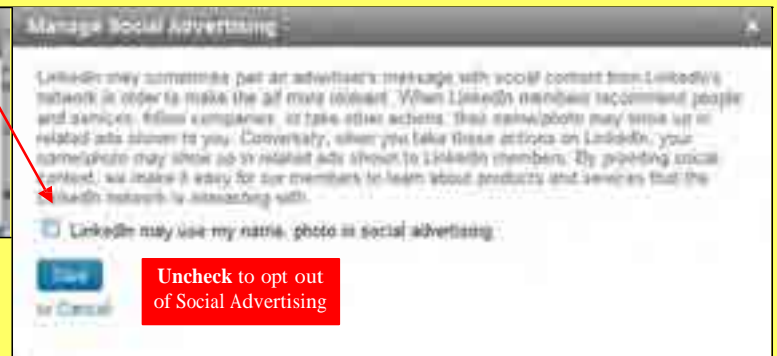 Manage Social Advertising
LinkedIn may sometimes pair an advertiser's message with social content from LinkedIn's
network in order to make the ad more relevant. When LinkedIn members recommend people
and services, follow companies, or take other actions, their name/photo may show up in
related ads shown to you. Conversely, when you take these actions on LinkedIn, your
name/photo may show up in related ads shown to LinkedIn members. By providing social
context, we make it easy for our members to learn about products and services that the
LinkedIn network is interacting with.
LinkedIn may use my name, photo in social advertising
Save
or Cancel
Uncheck to opt out
of Social Advertising